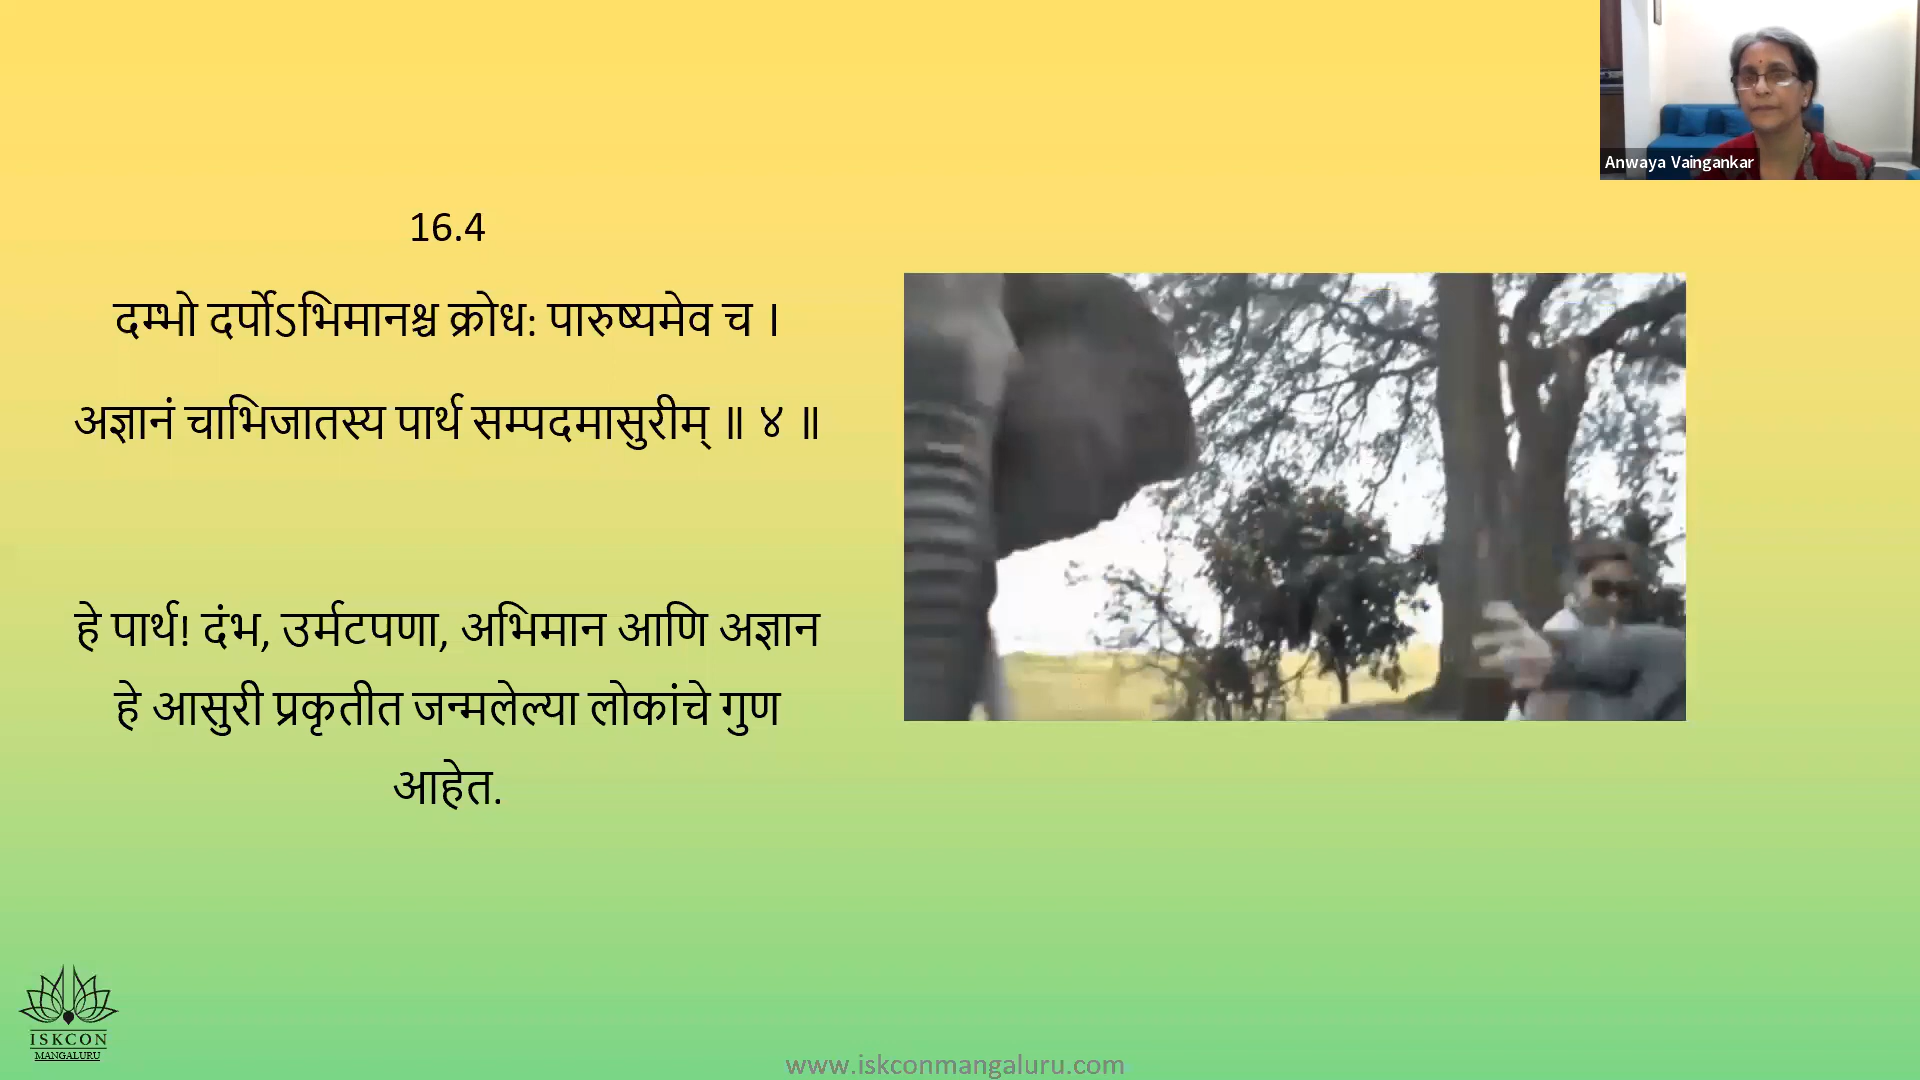 Anwaya Vaingankar
16.4
दम्भो दर्पोऽभिमानश्च क्रोधः पारुष्यमेव च ।
अज्ञानं चाभिजातस्य पार्थ सम्पदमासुरीम् ॥ ४ ॥
हे पार्थ! दंभ, उर्मटपणा, अभिमान आणि अज्ञान
हे आसुरी प्रकृतीत जन्मलेल्या लोकांचे गुण
आहेत.
ISKCON
MANGALURU
www.iskconmangaluru.com